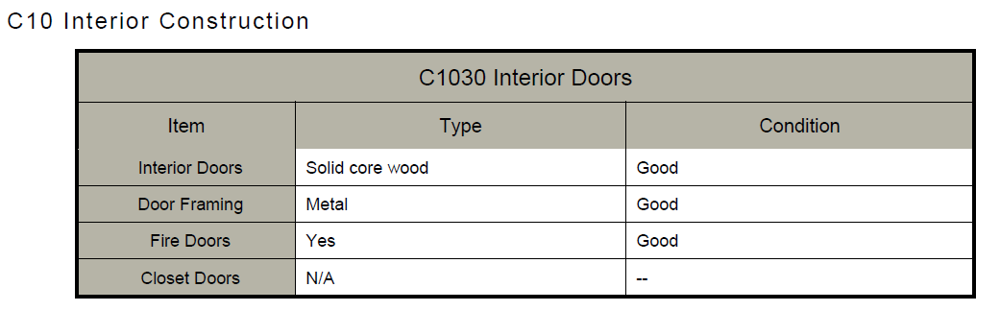 C10 Interior Construction
C1030 Interior Doors
Item Type Condition
Interior Doors Solid core wood Good
Door Framing Metal Good
Fire Doors Yes Good
Closet Doors N/A --